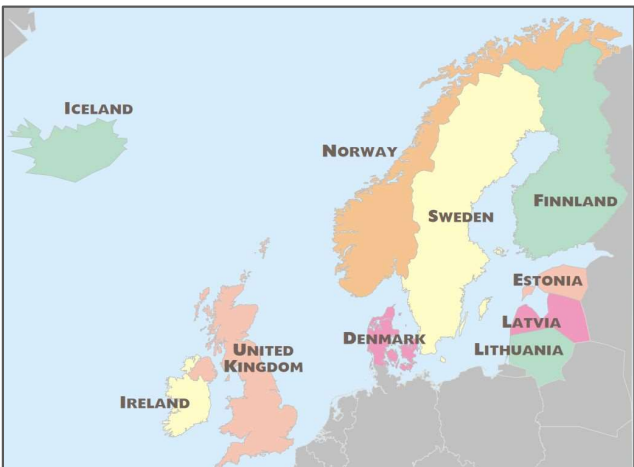 ICELAND
NORWAY
SWEDEN
FINNLAND
ESTONIA
LATVIA
LITHUANIA
DENMARK
UNITED
KINGDOM
IRELAND